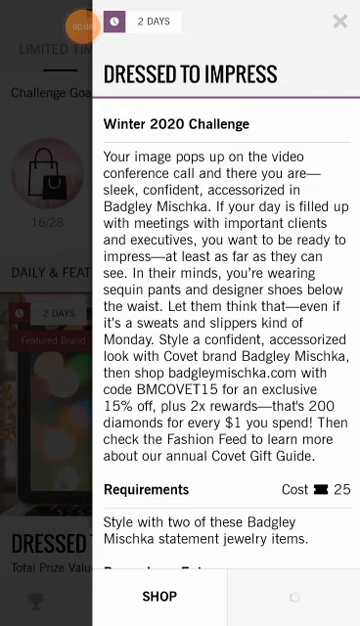 00:09
2 DAYS
DRESSED TO IMPRESS
LIMITED TIM
Challenge Goa
16/28
DAILY & FEAT
2 DAYS
Featured Brand
DRESSED
Total Prize Valu
Winter 2020 Challenge
Your image pops up on the video
conference call and there you are—
sleek, confident, accessorized in
Badgley Mischka. If your day is filled up
with meetings with important clients
and executives, you want to be ready to
impress—at least as far as they can
see. In their minds, you're wearing
sequin pants and designer shoes below
the waist. Let them think that—even if
it's a sweats and slippers kind of
Monday. Style a confident, accessorized
look with Covet brand Badgley Mischka,
then shop badgleymischka.com with
code BMCOVET15 for an exclusive
15% off, plus 2x rewards—that's 200
diamonds for every $1 you spend! Then
check the Fashion Feed to learn more
about our annual Covet Gift Guide.
Requirements Cost 25
Style with two of these Badgley
Mischka statement jewelry items.
SHOP